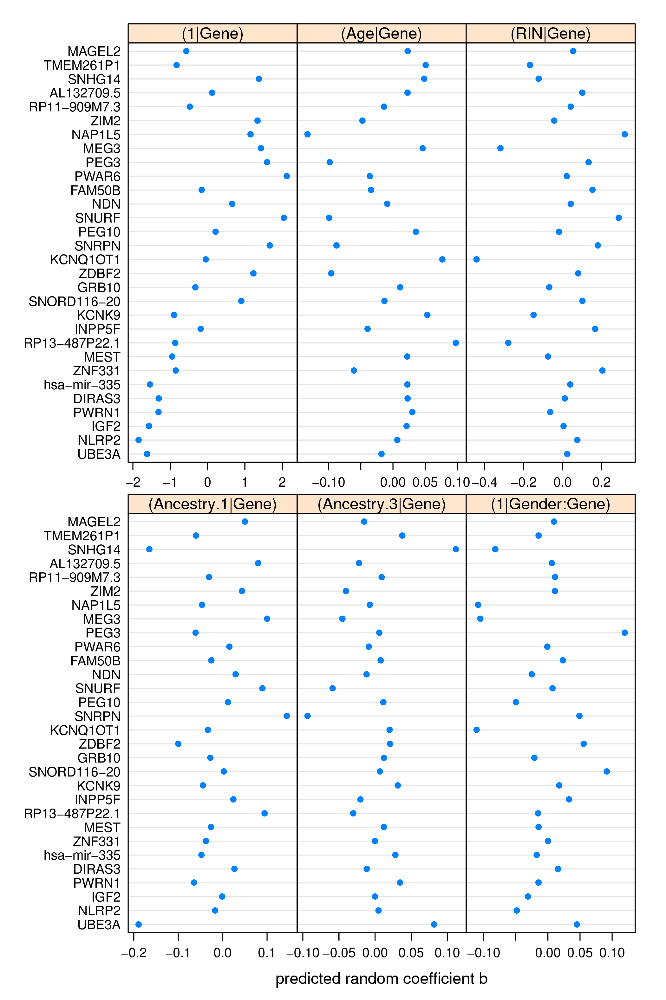 (1|Gene) (Age|Gene) (RIN|Gene)
MAGEL2
TMEM261P1
SNHG14
AL132709.5
RP11−909M7.3
ZIM2
NAP1L5
MEG3
PEG3
PWAR6
FAM50B
NDN
SNURF
PEG10
SNRPN
KCNQ1OT1
ZDBF2
GRB10
SNORD116−20
KCNK9
INPP5F
RP13−487P22.1
MEST
ZNF331
hsa−mir−335
DIRAS3
PWRN1
IGF2
NLRP2
UBE3A
−2 −1 0 1 2 −0.10 0.00 0.05 0.10 −0.4 −0.2 0.0 0.2
(Ancestry.1|Gene) (Ancestry.3|Gene) (1|Gender:Gene)
MAGEL2
TMEM261P1
SNHG14
AL132709.5
RP11−909M7.3
ZIM2
NAP1L5
MEG3
PEG3
PWAR6
FAM50B
NDN
SNURF
PEG10
SNRPN
KCNQ1OT1
ZDBF2
GRB10
SNORD116−20
KCNK9
INPP5F
RP13−487P22.1
MEST
ZNF331
hsa−mir−335
DIRAS3
PWRN1
IGF2
NLRP2
UBE3A
−0.2 −0.1 0.0 0.1 −0.10 −0.05 0.00 0.05 0.10 −0.10 0.00 0.05 0.10
predicted random coefficient b